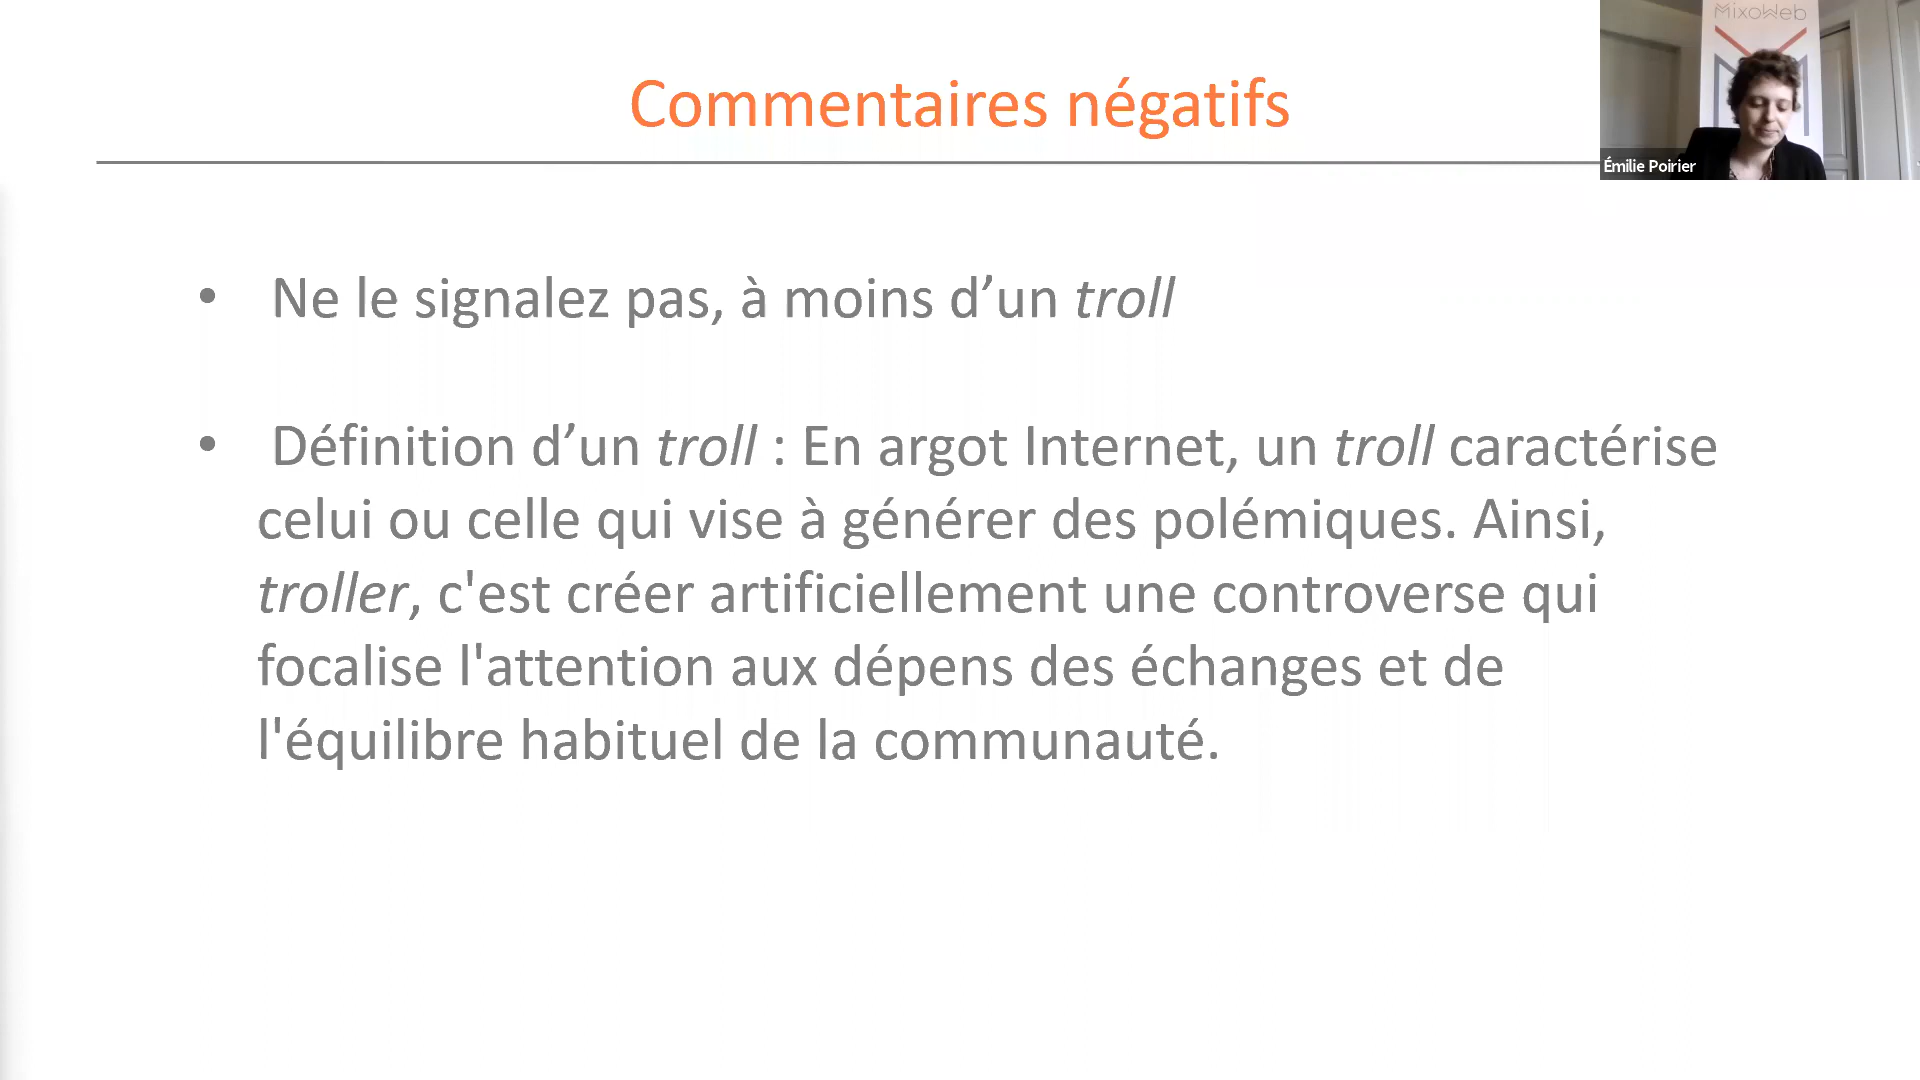 Commentaires négatifs
MixoWeb
Émilie Poirier
• Ne le signalez pas, à moins d’un troll
• Définition d’un troll : En argot Internet, un troll caractérise
celui ou celle qui vise à générer des polémiques. Ainsi,
troller, c'est créer artificiellement une controverse qui
focalise l'attention aux dépens des échanges et de
l'équilibre habituel de la communauté.